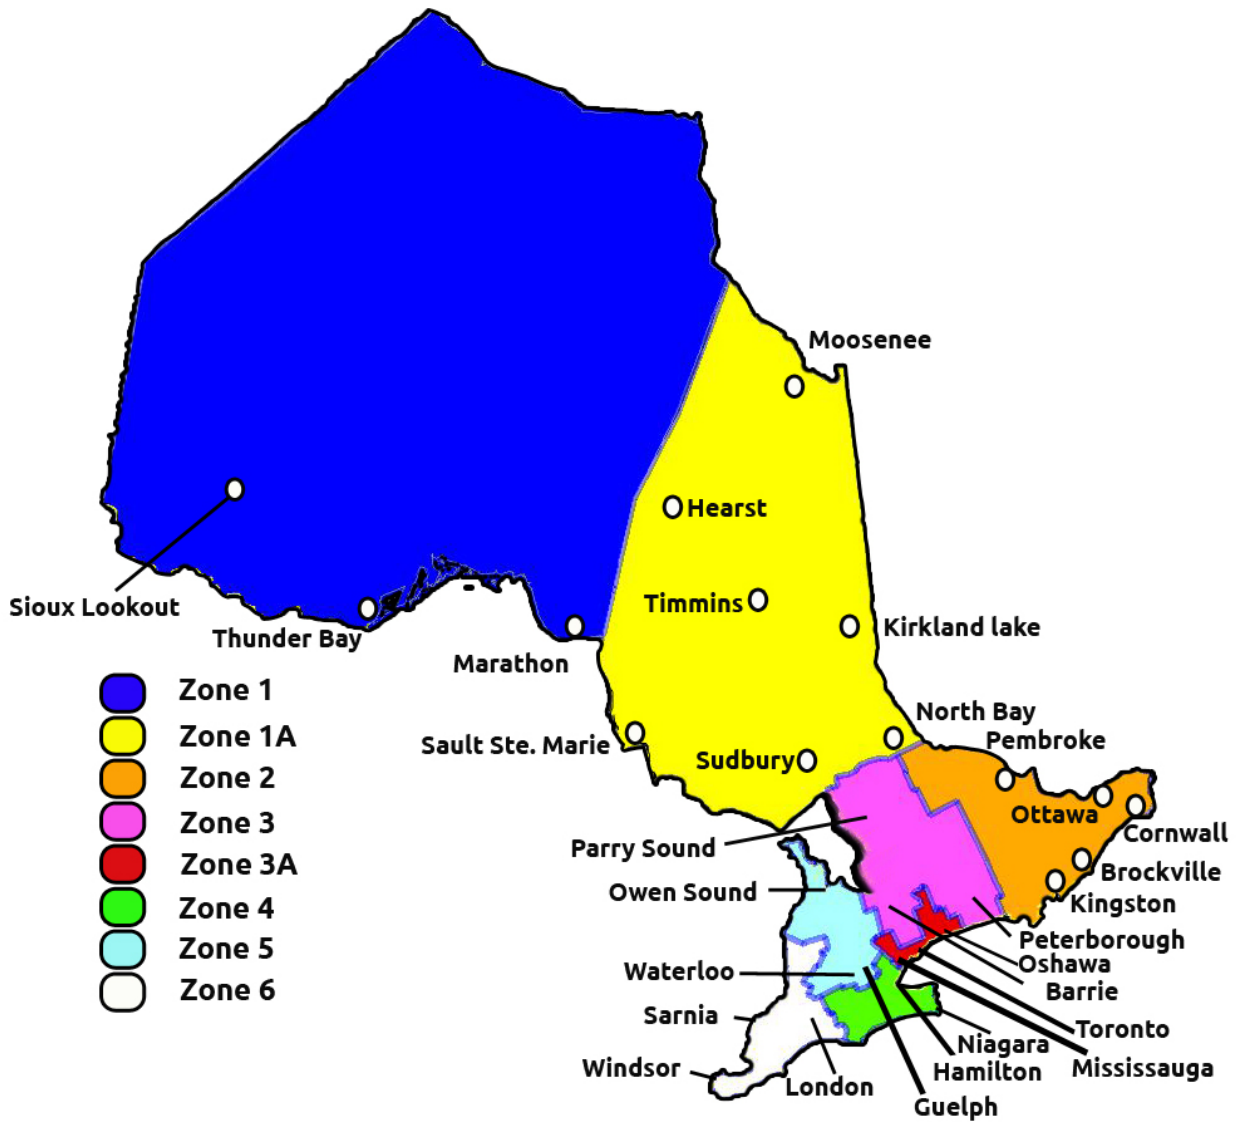 Moosenee
Hearst
Timmins
Sioux Lookout
Thunder Bay
Kirkland lake
Marathon
Zone 1
Zone 1A
Zone 2
Zone 3
Zone 3A
Zone 4
Zone 5
Zone 6
North Bay
Sault Ste. Marie
Pembroke
Sudbury
Ottawa
Cornwall
Parry Sound
Brockville
Owen Sound
Kingston
Peterborough
Oshawa
Waterloo
Barrie
Sarnia
Toronto
Niagara
Windsor
Hamilton
Mississauga
London
Guelph